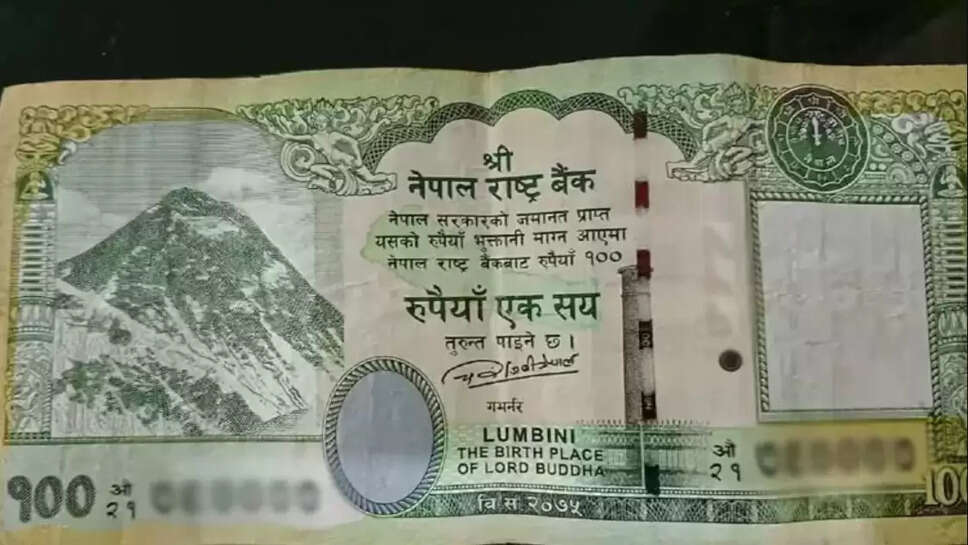 श्री
नेपाल राष्ट्र बैंक
नेपाल सरकारको जमानत प्राप्त
यसको रुपैयाँ भुक्तानी माग्न आएमा
नेपाल राष्ट्र बैंकबाट रुपैयाँ १००
रुपैयाँ एक सय
तुरुन्त पाइने छ।
गभर्नर
LUMBINI
THE BIRTH PLACE
OF LORD BUDDHA
औ
२१
१००
औ
२१
वि सं २०७५
100